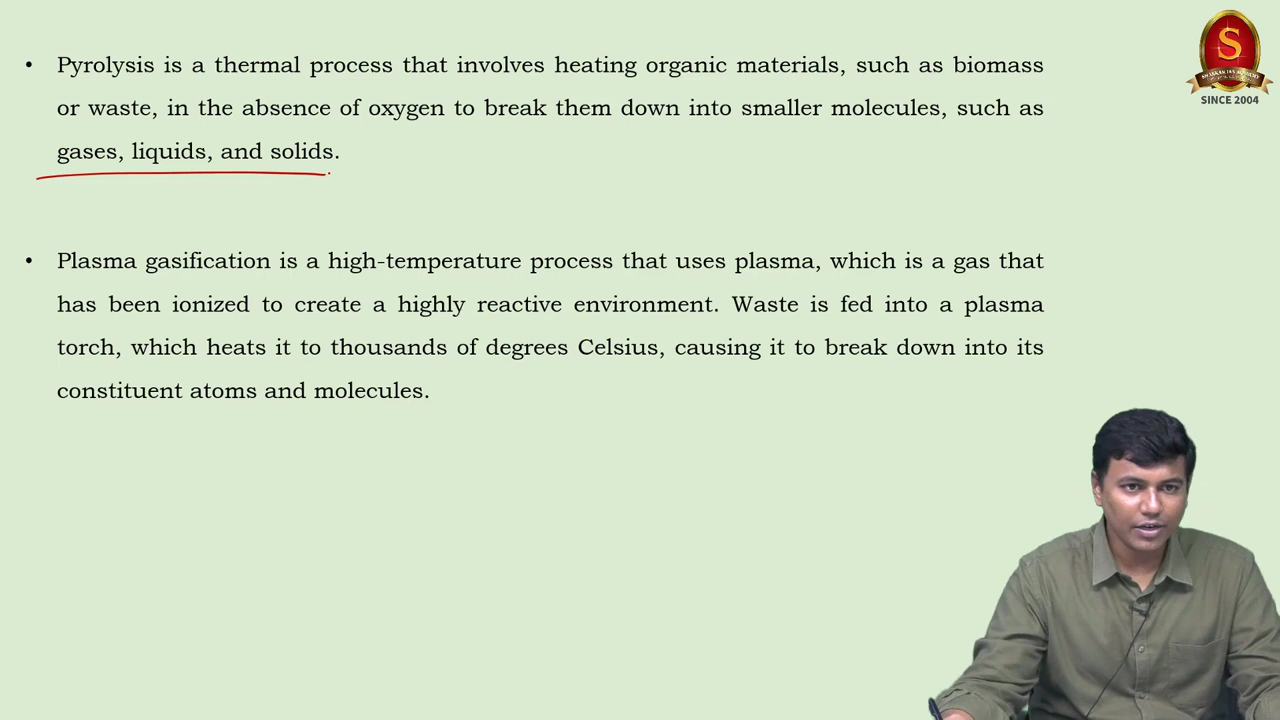 • Pyrolysis is a thermal process that involves heating organic materials, such as biomass
or waste, in the absence of oxygen to break them down into smaller molecules, such as
gases, liquids, and solids.
• Plasma gasification is a high-temperature process that uses plasma, which is a gas that
has been ionized to create a highly reactive environment. Waste is fed into a plasma
torch, which heats it to thousands of degrees Celsius, causing it to break down into its
constituent atoms and molecules.
S
SINCE 2004